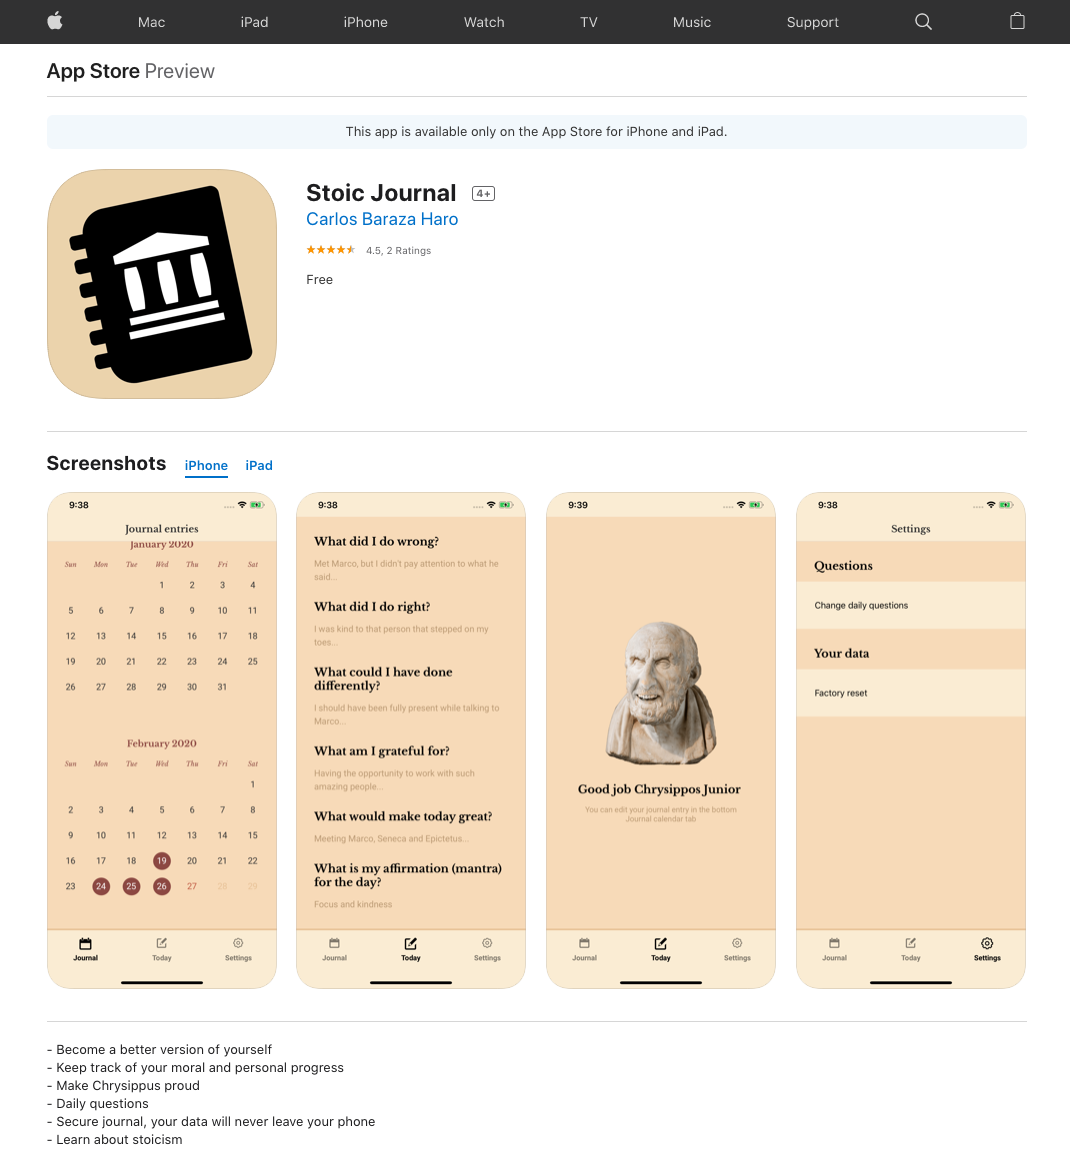 Mac iPad iPhone Watch TV Music Support
App Store Preview
This app is available only on the App Store for iPhone and iPad.
Stoic Journal 4+
Carlos Baraza Haro
4.5, 2 Ratings
Free
Screenshots iPhone iPad
9:38
Journal entries
January 2020
Sun Mon Tue Wed Thu Fri Sat
1 2 3 4
5 6 7 8 9 10 11
12 13 14 15 16 17 18
19 20 21 22 23 24 25
26 27 28 29 30 31
February 2020
Sun Mon Tue Wed Thu Fri Sat
1
2 3 4 5 6 7 8
9 10 11 12 13 14 15
16 17 18 19 20 21 22
23 24 25 26 27 28 29
Journal Today Settings
9:38
What did I do wrong?
Met Marco, but I didn't pay attention to what he
said...
What did I do right?
I was kind to that person that stepped on my
toes...
What could I have done
differently?
I should have been fully present while talking to
Marco...
What am I grateful for?
Having the opportunity to work with such
amazing people...
What would make today great?
Meeting Marco, Seneca and Epictetus...
What is my affirmation (mantra)
for the day?
Focus and kindness
Journal Today Settings
9:39
Good job Chrysippos Junior
You can edit your journal entry in the bottom
Journal calendar tab
Journal Today Settings
9:38
Settings
Questions
Change daily questions
Your data
Factory reset
Journal Today Settings
- Become a better version of yourself
- Keep track of your moral and personal progress
- Make Chrysippus proud
- Daily questions
- Secure journal, your data will never leave your phone
- Learn about stoicism